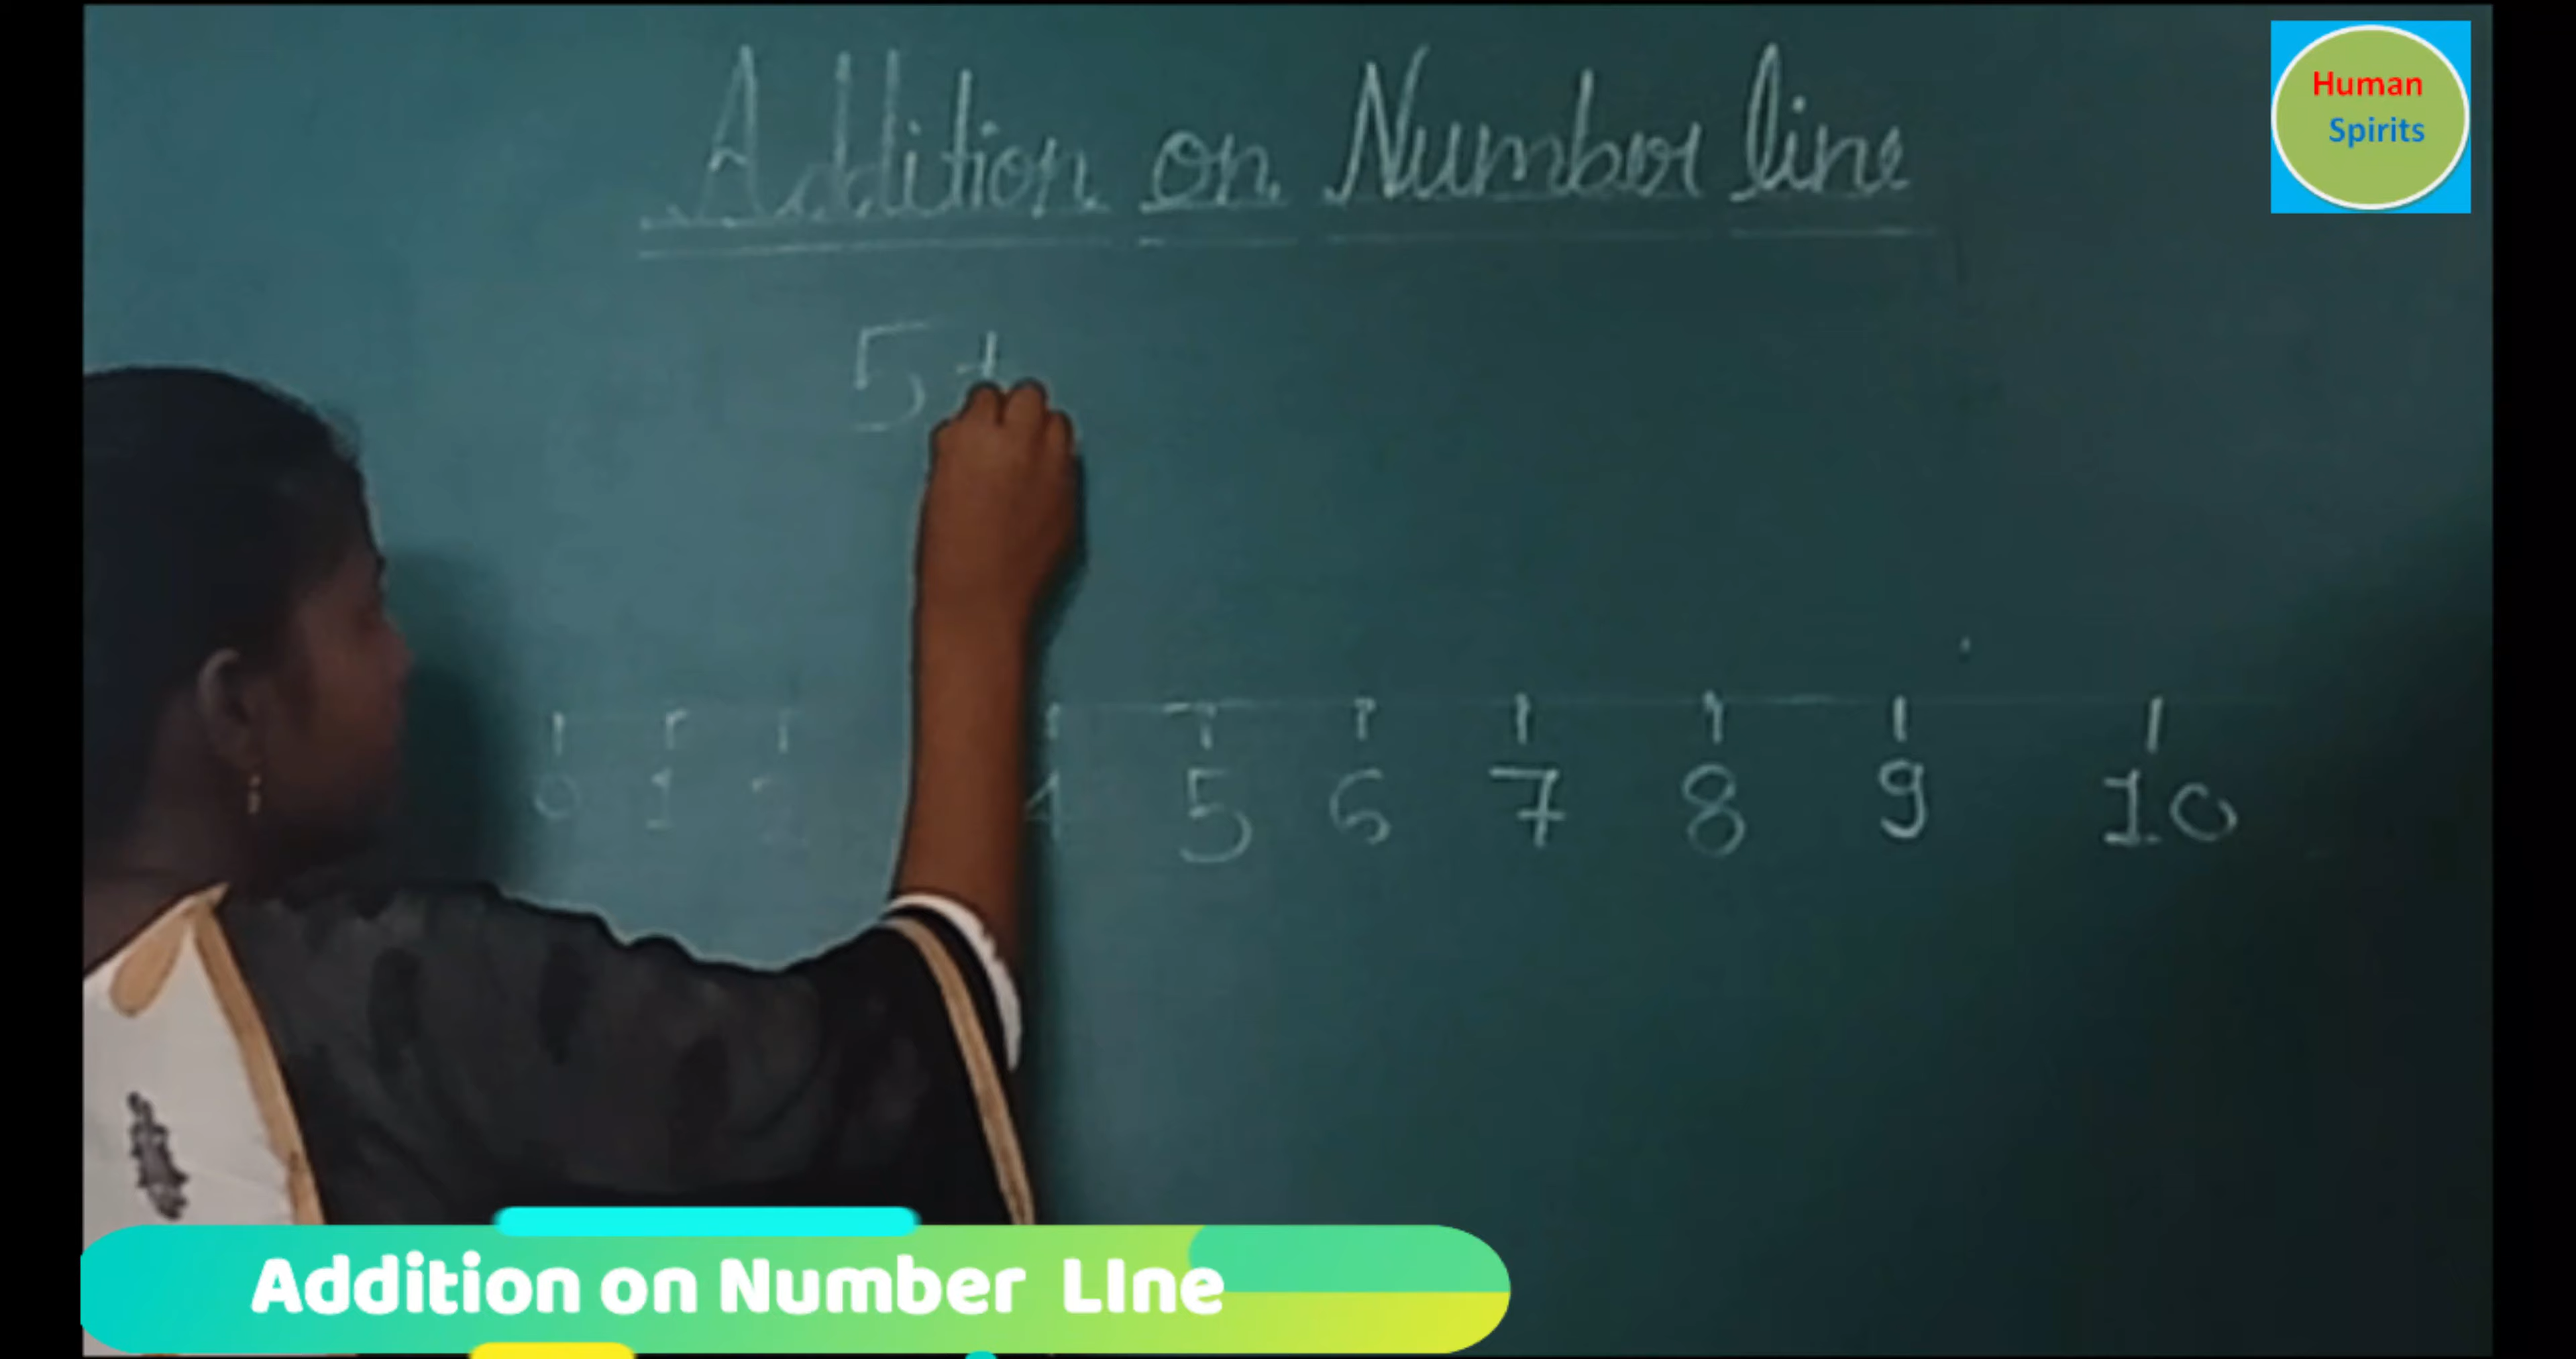 Addition on Number line
Human
Spirits
5+
0 1 2 4 5 6 7 8 9 10
Addition on Number LIne